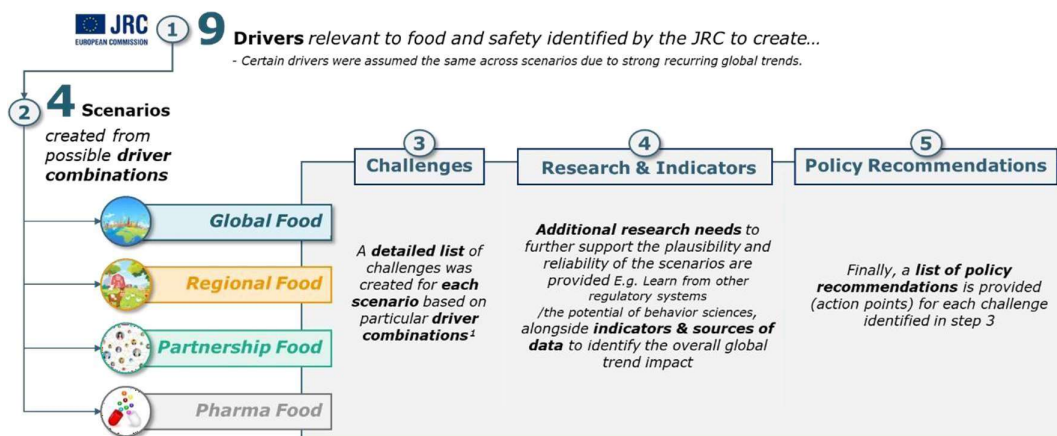 JRC
EUROPEAN COMMISSION
1
9 Drivers relevant to food and safety identified by the JRC to create...
- Certain drivers were assumed the same across scenarios due to strong recurring global trends.
2
4 Scenarios
created from
possible driver
combinations
3
Challenges
4
Research & Indicators
5
Policy Recommendations
Global Food
Regional Food
Partnership Food
Pharma Food
A detailed list of
challenges was
created for each
scenario based on
particular driver
combinations¹
Additional research needs to
further support the plausibility and
reliability of the scenarios are
provided E.g. Learn from other
regulatory systems
/the potential of behavior sciences,
alongside indicators & sources of
data to identify the overall global
trend impact
Finally, a list of policy
recommendations is provided
(action points) for each challenge
identified in step 3